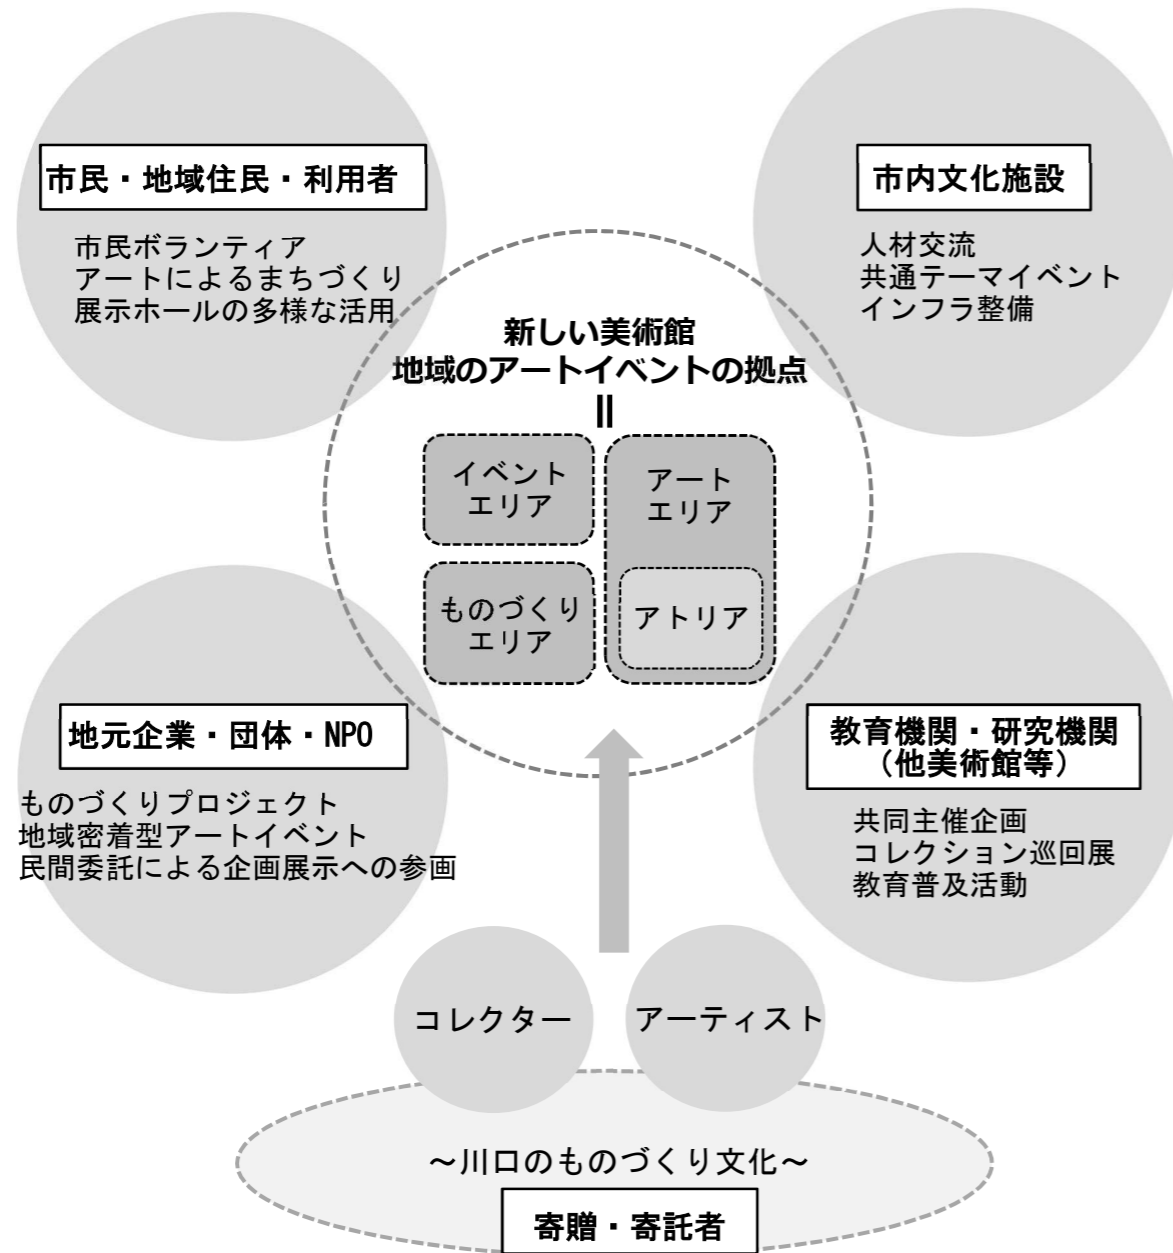 市民・地域住民・利用者
市民ボランティア
アートによるまちづくり
展示ホールの多様な活用
市内文化施設
人材交流
共通テーマイベント
インフラ整備
新しい美術館
地域のアートイベントの拠点
=
イベント
エリア
アート
エリア
ものづくり
エリア
アトリア
地元企業・団体・NPO
ものづくりプロジェクト
地域密着型アートイベント
民間委託による企画展示への参画
教育機関・研究機関
（他美術館等）
共同主催企画
コレクション巡回展
教育普及活動
コレクター
アーティスト
～川口のものづくり文化～
寄贈・寄託者